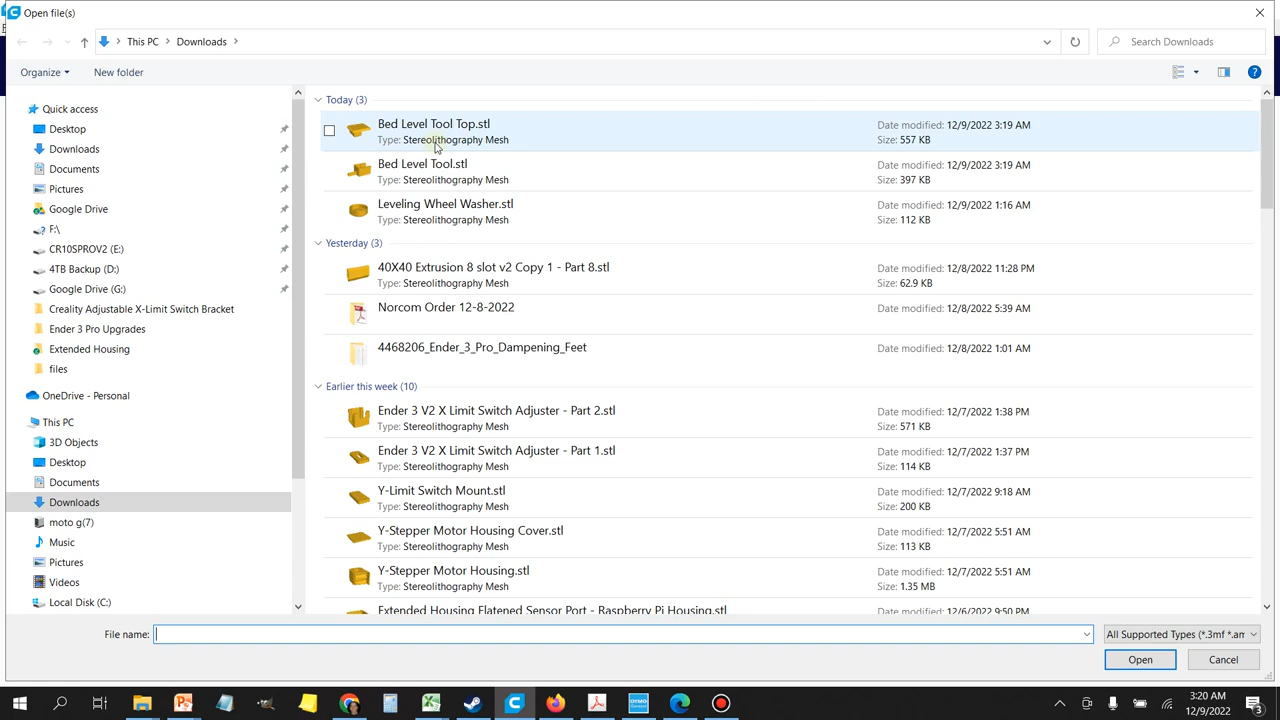 Open file(s)
This PC
Downloads
Search Downloads
Organize
New folder
Quick access
Desktop
Downloads
Documents
Pictures
Google Drive
F:\
CR10SPROV2 (E:)
4TB Backup (D:)
Google Drive (G:)
Creality Adjustable X-Limit Switch Bracket
Ender 3 Pro Upgrades
Extended Housing
files
OneDrive - Personal
This PC
3D Objects
Desktop
Documents
Downloads
moto g(7)
Music
Pictures
Videos
Local Disk (C:)
Today (3)
Bed Level Tool Top.stl
Type: Stereolithography Mesh
Date modified: 12/9/2022 3:19 AM
Size: 557 KB
Bed Level Tool.stl
Type: Stereolithography Mesh
Date modified: 12/9/2022 3:19 AM
Size: 397 KB
Leveling Wheel Washer.stl
Type: Stereolithography Mesh
Date modified: 12/9/2022 1:16 AM
Size: 112 KB
Yesterday (3)
40X40 Extrusion 8 slot v2 Copy 1 - Part 8.stl
Type: Stereolithography Mesh
Date modified: 12/8/2022 11:28 PM
Size: 62.9 KB
Norcom Order 12-8-2022
Date modified: 12/8/2022 5:39 AM
4468206_Ender_3_Pro_Dampening_Feet
Date modified: 12/8/2022 1:01 AM
Earlier this week (10)
Ender 3 V2 X Limit Switch Adjuster - Part 2.stl
Type: Stereolithography Mesh
Date modified: 12/7/2022 1:38 PM
Size: 571 KB
Ender 3 V2 X Limit Switch Adjuster - Part 1.stl
Type: Stereolithography Mesh
Date modified: 12/7/2022 1:37 PM
Size: 114 KB
Y-Limit Switch Mount.stl
Type: Stereolithography Mesh
Date modified: 12/7/2022 9:18 AM
Size: 200 KB
Y-Stepper Motor Housing Cover.stl
Type: Stereolithography Mesh
Date modified: 12/7/2022 5:51 AM
Size: 113 KB
Y-Stepper Motor Housing.stl
Type: Stereolithography Mesh
Date modified: 12/7/2022 5:51 AM
Size: 1.35 MB
Extended Housing Flatened Sensor Port - Raspberry Pi Housing.stl
Date modified: 12/6/2022 9:50 PM
File name:
All Supported Types (*.3mf *.am
Open
Cancel
3:20 AM
12/9/2022
3